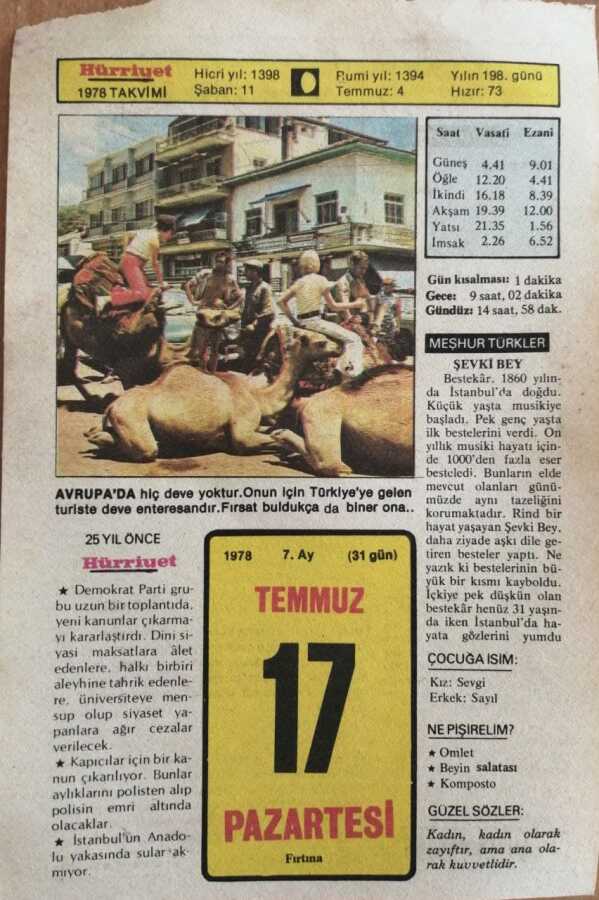 Hürriyet
1978 TAKVİMİ
Hicri yıl: 1398
Şaban: 11
Rumi yıl: 1394
Temmuz: 4
Yılın 198. günü
Hızır: 73
Saat Vasati Ezani
Güneş 4.41 9.01
Öğle 12.20 4.41
İkindi 16.18 8.39
Akşam 19.39 12.00
Yatsı 21.35 1.56
İmsak 2.26 6.52
Gün kısalması: 1 dakika
Gece: 9 saat, 02 dakika
Gündüz: 14 saat, 58 dak.
AVRUPA'DA hiç deve yoktur.Onun için Türkiye'ye gelen
turiste deve enteresandır.Fırsat buldukça da biner ona..
MEŞHUR TÜRKLER
ŞEVKİ BEY
Bestekâr. 1860 yılın-
da İstanbul'da doğdu.
Küçük yaşta musikiye
başladı. Pek genç yaşta
ilk bestelerini verdi. On
yıllık musiki hayatı için-
de 1000'den fazla eser
besteledi. Bunların elde
mevcut olanları günü-
müzde aynı tazeliğini
korumaktadır. Rind bir
hayat yaşayan Şevki Bey,
daha ziyade aşkı dile ge-
tiren besteler yaptı. Ne
yazık ki bestelerinin bü-
yük bir kısmı kayboldu.
İçkiye pek düşkün olan
bestekâr henüz 31 yaşın-
da iken İstanbul'da ha-
yata gözlerini yumdu
25 YIL ÖNCE
Hürriyet
★ Demokrat Parti gru-
bu uzun bir toplantıda,
yeni kanunlar çıkarma-
yı kararlaştırdı. Dini si-
yasi maksatlara âlet
edenlere, halkı birbiri
aleyhine tahrik edenle-
re, üniversiteye men-
sup olup siyaset ya-
panlara ağır cezalar
verilecek.
★ Kapıcılar için bir ka-
nun çıkarılıyor. Bunlar
aylıklarını polisten alıp
polisin emri altında
olacaklar.
★ İstanbul'un Anado-
lu yakasında sular ak-
mıyor.
1978 7. Ay (31 gün)
TEMMUZ
17
PAZARTESİ
Fırtına
ÇOCUĞA ISIM:
Kız: Sevgi
Erkek: Sayıl
NE PİŞİRELİM?
★ Omlet
★ Beyin salatası
★ Komposto
GÜZEL SÖZLER:
Kadın, kadın olarak
zayıftır, ama ana ola-
rak kuvvetlidir.